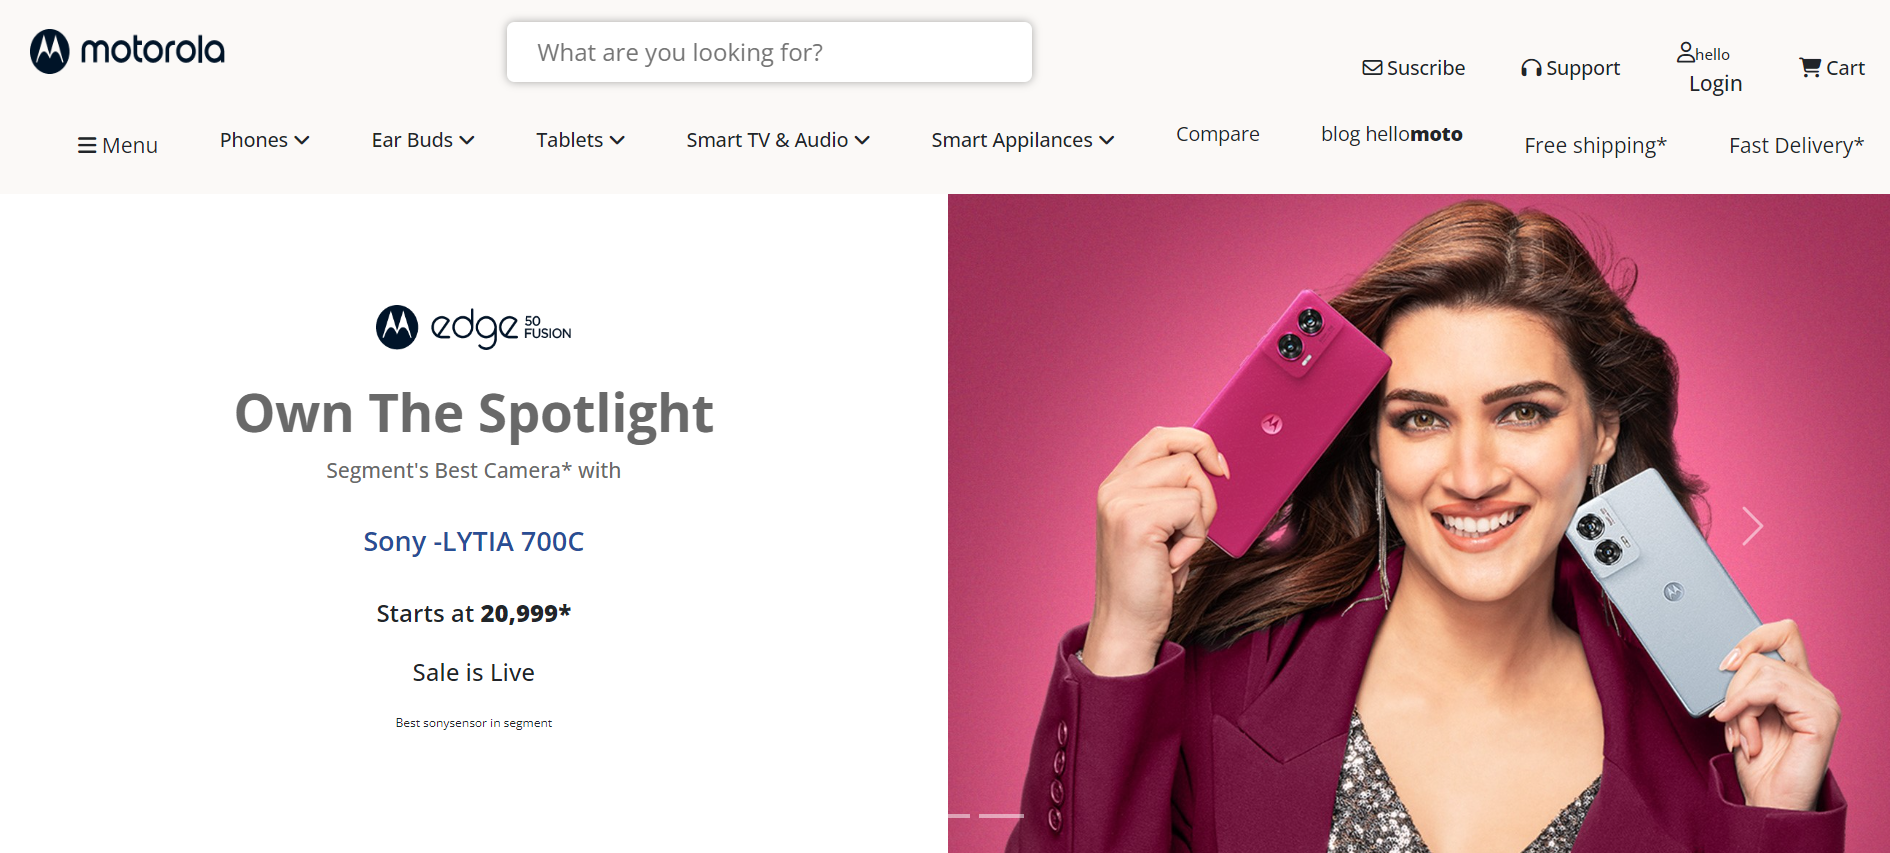 motorola
What are you looking for?
Suscribe
Support
hello
Login
Cart
Menu
Phones
Ear Buds
Tablets
Smart TV & Audio
Smart Appilances
Compare
blog hellomoto
Free shipping*
Fast Delivery*
edge 50 FUSION
Own The Spotlight
Segment's Best Camera* with
Sony -LYTIA 700C
Starts at 20,999*
Sale is Live
Best sonysensor in segment